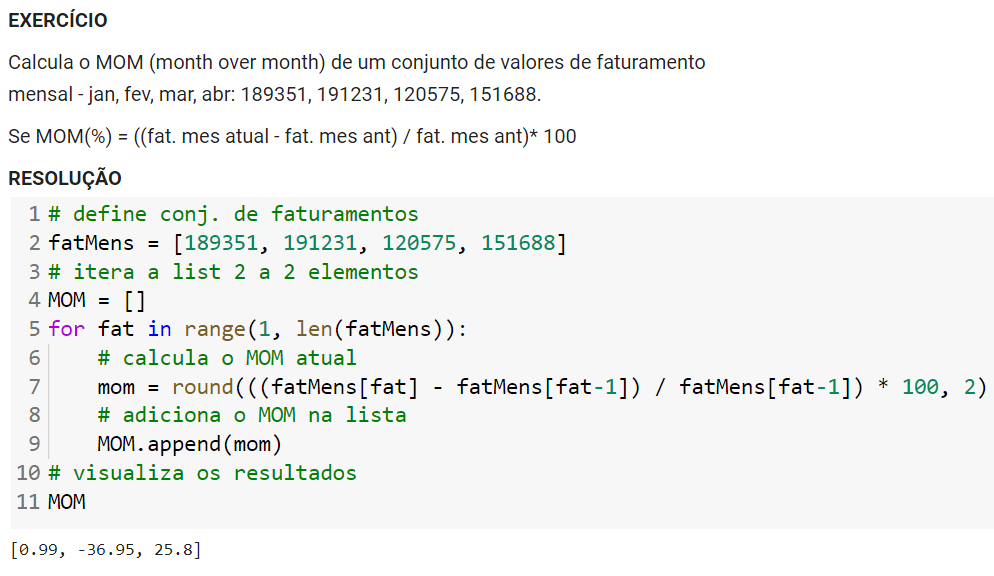 EXERCÍCIO
Calcula o MOM (month over month) de um conjunto de valores de faturamento
mensal - jan, fev, mar, abr: 189351, 191231, 120575, 151688.
Se MOM(%) = ((fat. mes atual - fat. mes ant) / fat. mes ant)* 100
RESOLUÇÃO
1 # define conj. de faturamentos
2 fatMens = [189351, 191231, 120575, 151688]
3 # itera a list 2 a 2 elementos
4 MOM = []
5 for fat in range(1, len(fatMens)):
6     # calcula o MOM atual
7     mom = round(((fatMens[fat] - fatMens[fat-1]) / fatMens[fat-1]) * 100, 2)
8     # adiciona o MOM na lista
9     MOM.append(mom)
10 # visualiza os resultados
11 MOM
[0.99, -36.95, 25.8]